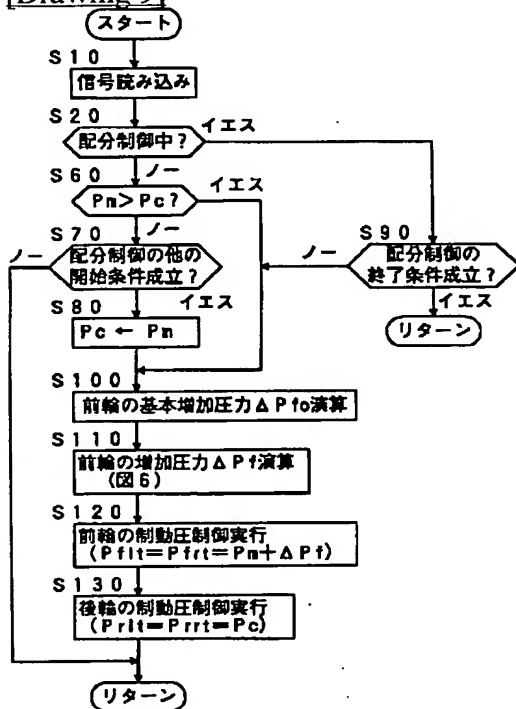 [Drawing 9]
スタート
S10
信号読み込み
S20
配分制御中?
イエス
ノー
S60
Pm>Pc?
イエス
ノー
S70
配分制御の他の
開始条件成立?
ノー
イエス
S80
Pc ← Pm
S90
配分制御の
終了条件成立?
ノー
イエス
リターン
S100
前輪の基本増加圧力ΔPfo演算
S110
前輪の増加圧力ΔPf演算
(図6)
S120
前輪の制動圧制御実行
(Pflt=Pfrt=Pm+ΔPf)
S130
後輪の制動圧制御実行
(Prlt=Prrt=Pc)
リターン